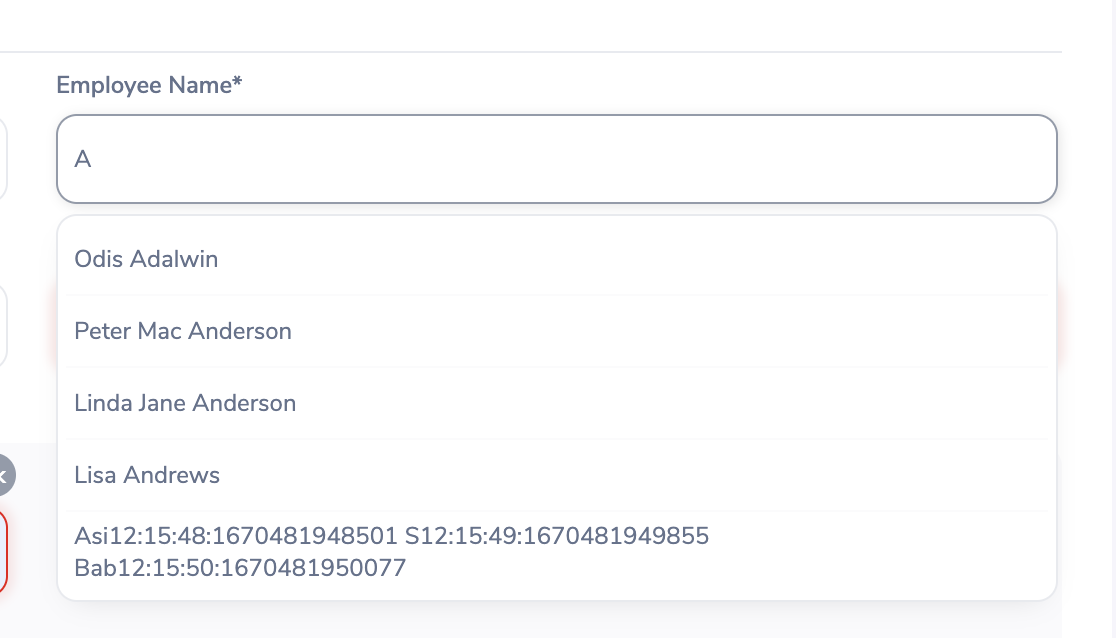 Employee Name*
A
Odis Adalwin
Peter Mac Anderson
Linda Jane Anderson
Lisa Andrews
Asi12:15:48:1670481948501 S12:15:49:1670481949855
Bab12:15:50:1670481950077